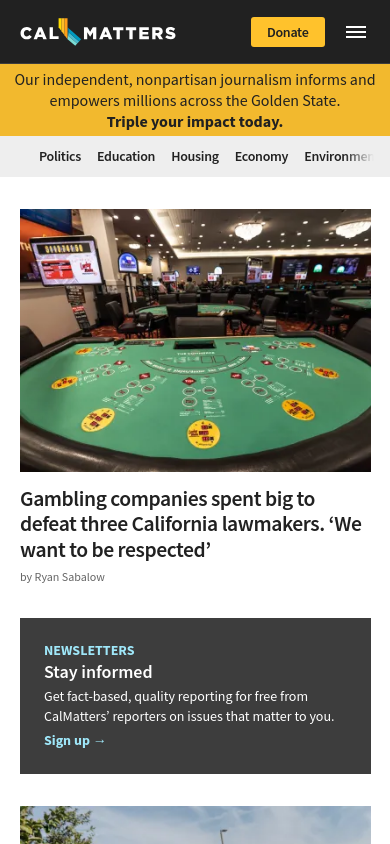 CALMATTERS
Donate
Our independent, nonpartisan journalism informs and
empowers millions across the Golden State.
Triple your impact today.
Politics Education Housing Economy
Gambling companies spent big to
defeat three California lawmakers. ‘We
want to be respected’
by Ryan Sabalow
NEWSLETTERS
Stay informed
Get fact-based, quality reporting for free from
CalMatters’ reporters on issues that matter to you.
Sign up →